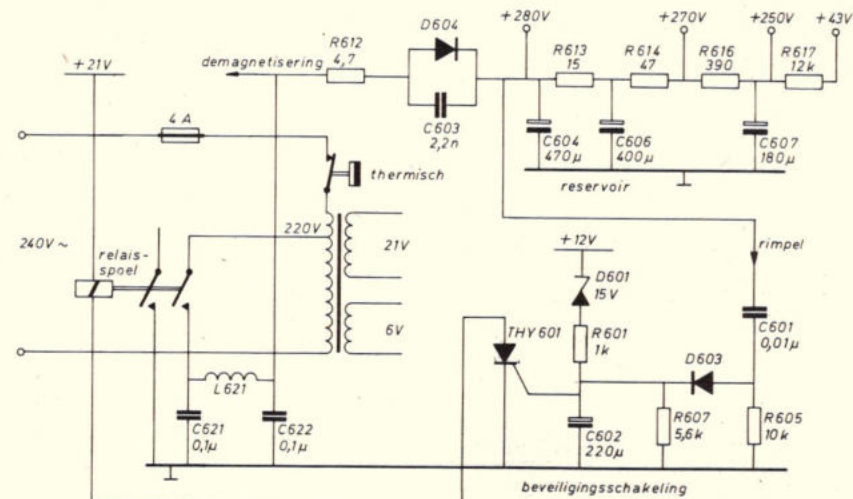 +280V
+270V
+250V
+43V
D604
R612
4,7
R613
15
R614
47
R616
390
R617
12k
+21V
demagnetisering
4 A
C603
2,2n
C604
470µ
C606
400µ
C607
180µ
thermisch
reservoir
240V~
relais-
spoel
220V
21V
6V
+12V
rimpel
D601
15V
THY 601
R601
1k
C601
0,01µ
D603
L621
C621
0,1µ
C622
0,1µ
C602
220µ
R607
5,6k
R605
10k
beveiligingsschakeling